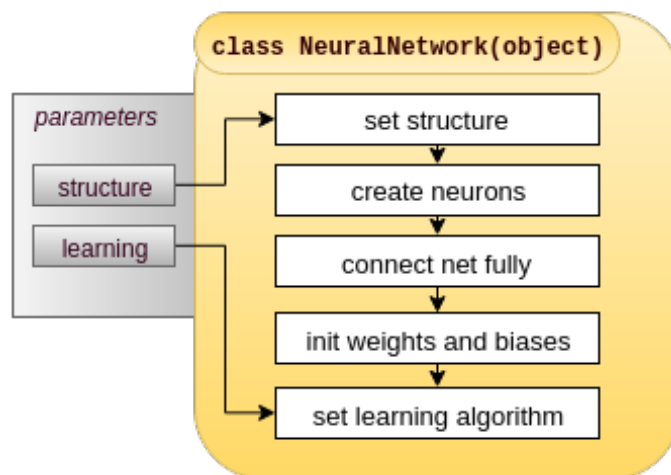 class NeuralNetwork(object)
parameters
structure
learning
set structure
create neurons
connect net fully
init weights and biases
set learning algorithm